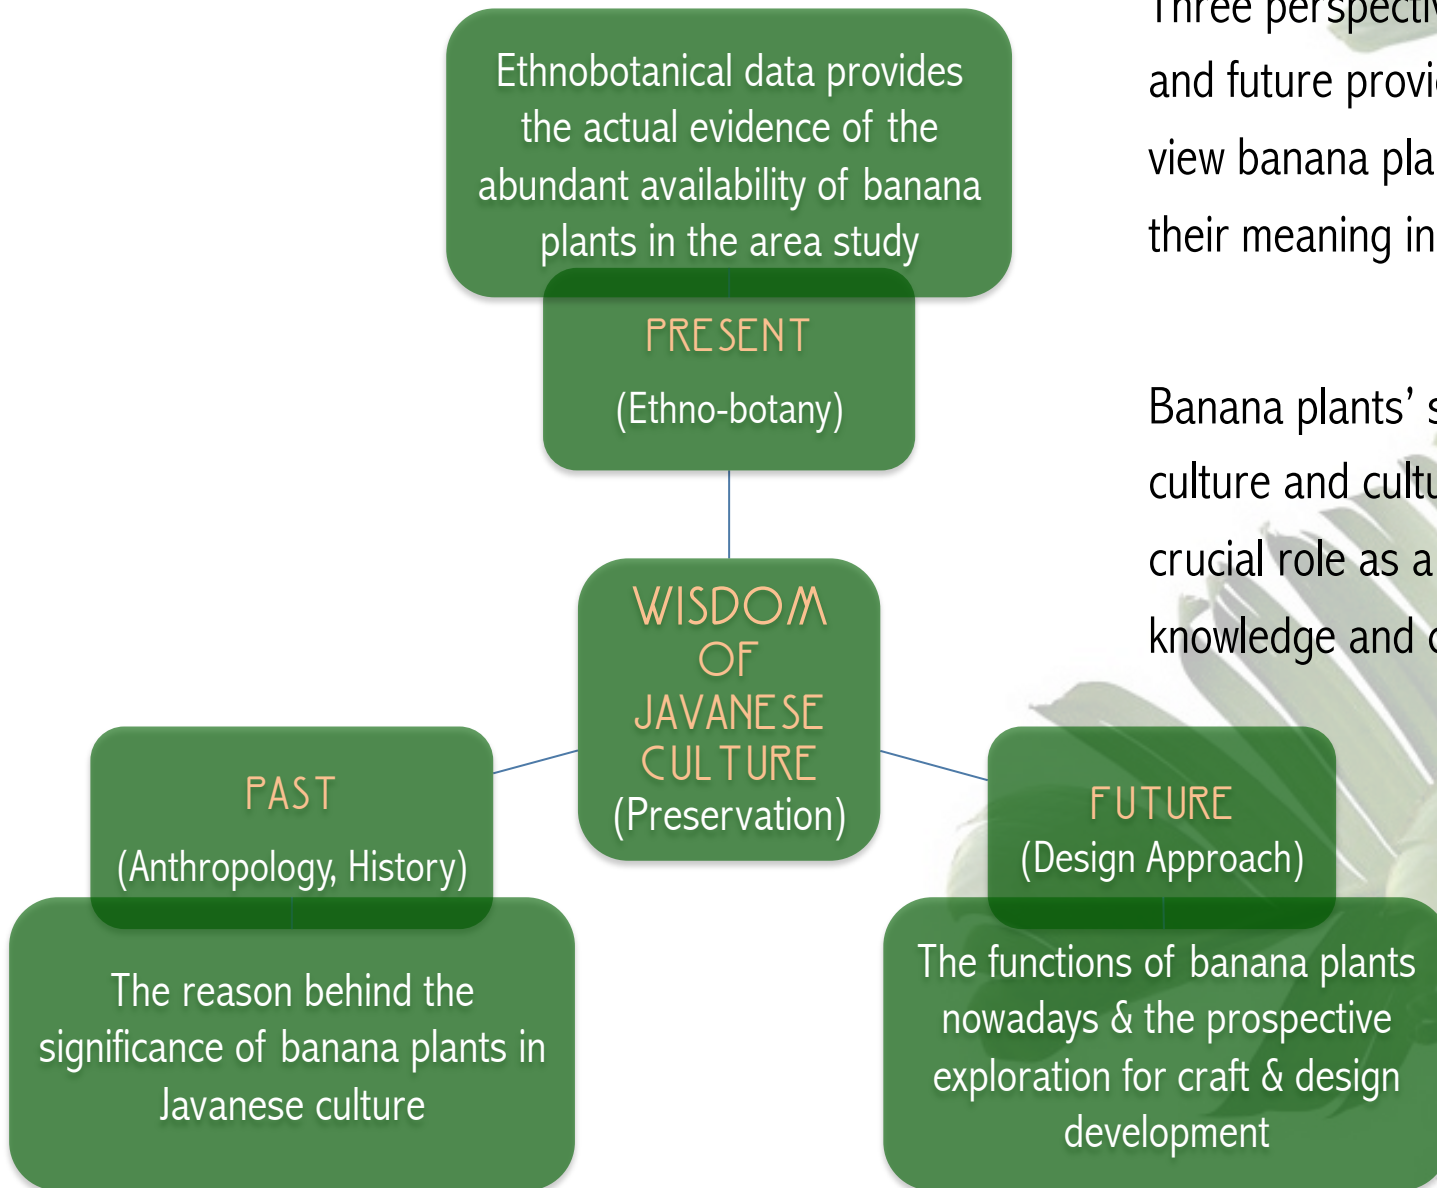 Ethnobotanical data provides
the actual evidence of the
abundant availability of banana
plants in the area study
PRESENT
(Ethno-botany)
WISDOM
OF
JAVANESE
CULTURE
(Preservation)
PAST
(Anthropology, History)
The reason behind the
significance of banana plants in
Javanese culture
FUTURE
(Design Approach)
The functions of banana plants
nowadays & the prospective
exploration for craft & design
development
Three
and future
view banana
their meaning in
Banana plants’
culture and
crucial role as a
knowledge and